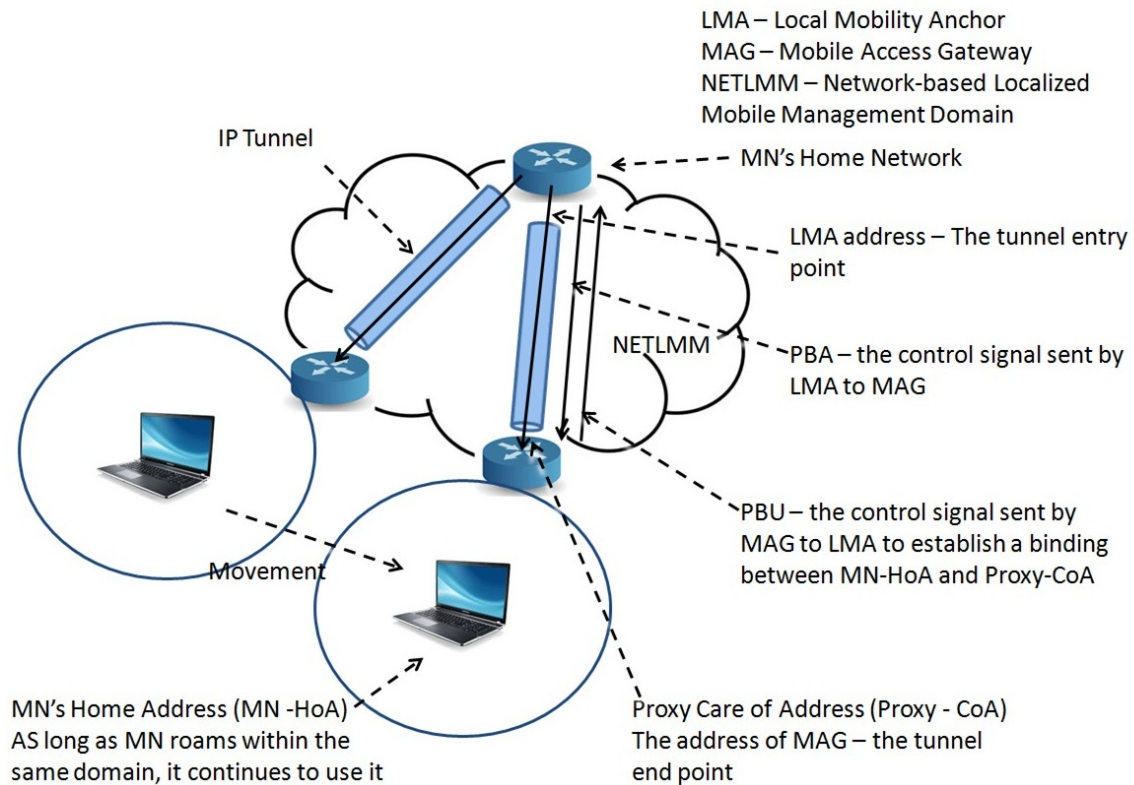 LMA – Local Mobility Anchor
MAG – Mobile Access Gateway
NETLMM – Network-based Localized
Mobile Management Domain
IP Tunnel
MN's Home Network
LMA address – The tunnel entry
point
NETLMM
PBA – the control signal sent by
LMA to MAG
PBU – the control signal sent by
MAG to LMA to establish a binding
between MN-HoA and Proxy-CoA
Movement
MN's Home Address (MN -HoA)
AS long as MN roams within the
same domain, it continues to use it
Proxy Care of Address (Proxy - CoA)
The address of MAG – the tunnel
end point